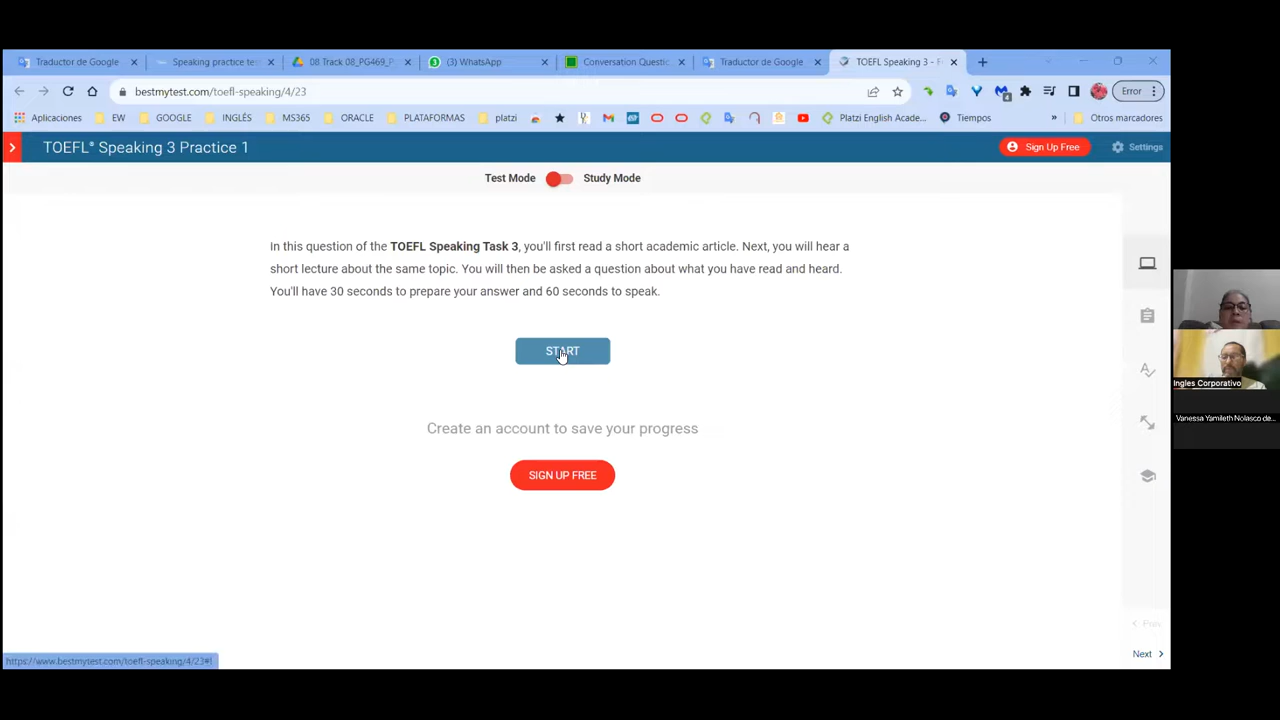 Traductor de Google
Speaking practice tes
08 Track 08_PG469_P
(3) WhatsApp
Conversation Questic
Traductor de Google
TOEFL Speaking 3 - F
bestmytest.com/toefl-speaking/4/23
Error
Aplicaciones
EW
GOOGLE
INGLÉS
MS365
ORACLE
PLATAFORMAS
platzi
Platzi English Acade...
Tiempos
»
Otros marcadores
TOEFL® Speaking 3 Practice 1
Sign Up Free
Settings
Test Mode
Study Mode
In this question of the TOEFL Speaking Task 3, you'll first read a short academic article. Next, you will hear a
short lecture about the same topic. You will then be asked a question about what you have read and heard.
You'll have 30 seconds to prepare your answer and 60 seconds to speak.
START
Create an account to save your progress
SIGN UP FREE
Ingles Corporativo
Vanessa Yamileth Nolasco de...
Prev
Next
https://www.bestmytest.com/toefl-speaking/4/23#!